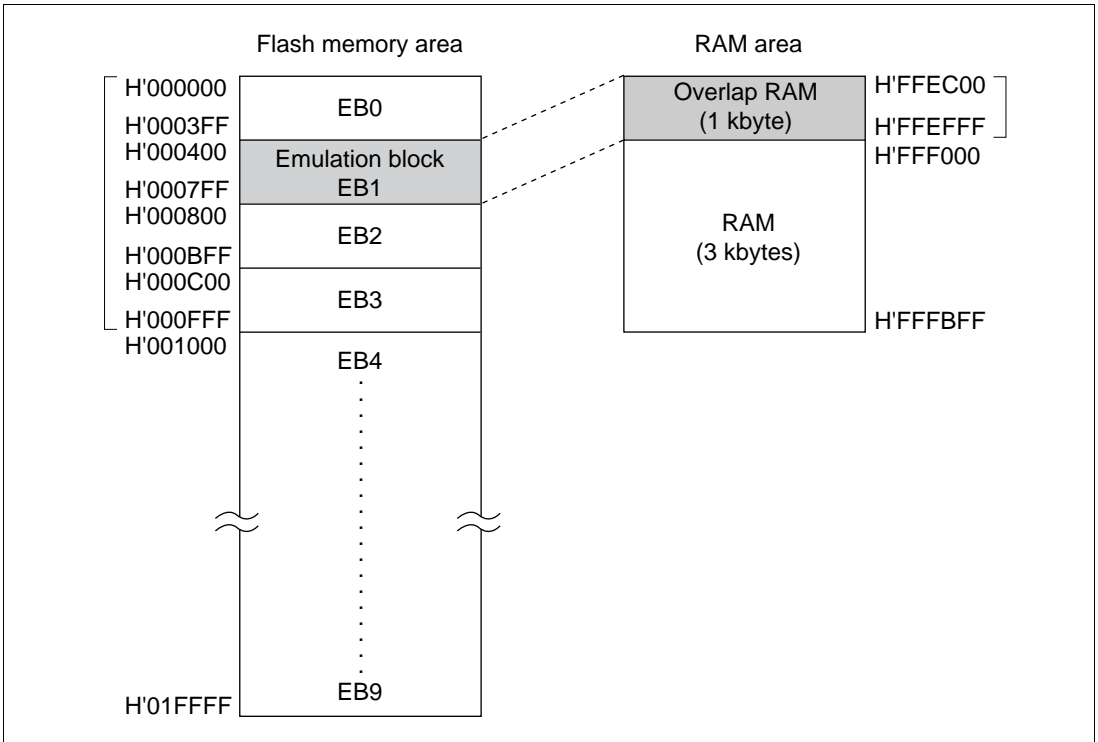 Flash memory area
H'000000
EB0
H'0003FF
H'000400
Emulation block
EB1
H'0007FF
H'000800
EB2
H'000BFF
H'000C00
EB3
H'000FFF
H'001000
EB4
EB9
H'01FFFF
RAM area
Overlap RAM
(1 kbyte)
H'FFEC00
H'FFEFFF
H'FFF000
RAM
(3 kbytes)
H'FFFBFF